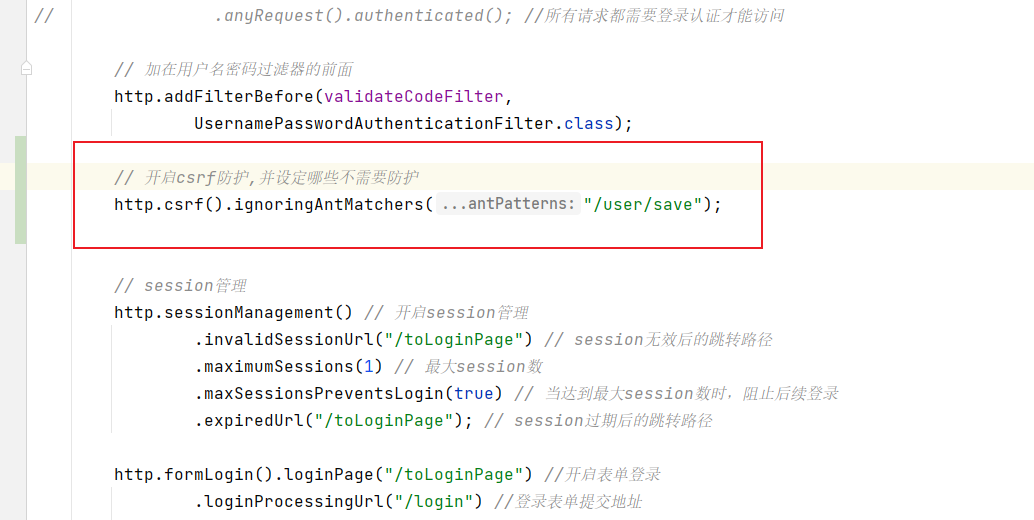 // .anyRequest().authenticated(); //所有请求都需要登录认证才能访问
// 加在用户名密码过滤器的前面
http.addFilterBefore(validateCodeFilter,
UsernamePasswordAuthenticationFilter.class);
// 开启csrf防护,并设定哪些不需要防护
http.csrf().ignoringAntMatchers( ...antPatterns: "/user/save");
// session管理
http.sessionManagement() // 开启session管理
.invalidSessionUrl("/toLoginPage") // session无效后的跳转路径
.maximumSessions(1) // 最大session数
.maxSessionsPreventsLogin(true) // 当达到最大session数时，阻止后续登录
.expiredUrl("/toLoginPage"); // session过期后的跳转路径
http.formLogin().loginPage("/toLoginPage") //开启表单登录
.loginProcessingUrl("/login") //登录表单提交地址